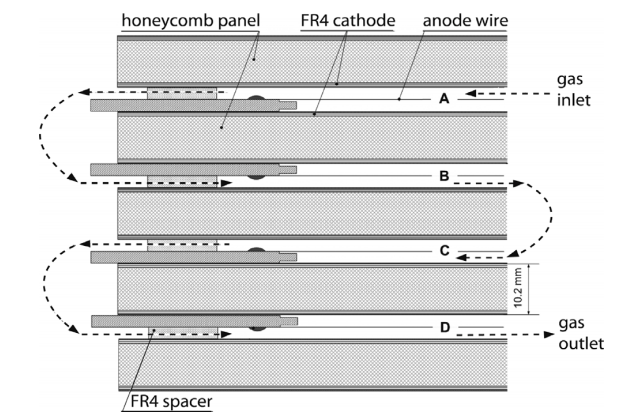 honeycomb panel
FR4 cathode
anode wire
gas
inlet
A
B
C
10.2 mm
D
gas
outlet
FR4 spacer